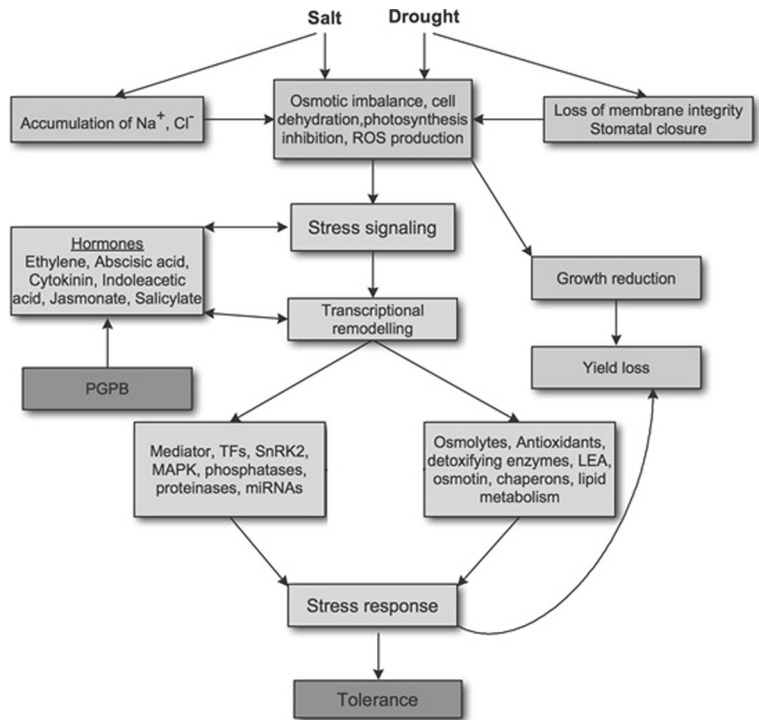 Salt
Drought
Accumulation of Na+, Cl-
Osmotic imbalance, cell
dehydration,photosynthesis
inhibition, ROS production
Loss of membrane integrity
Stomatal closure
Stress signaling
Hormones
Ethylene, Abscisic acid,
Cytokinin, Indoleacetic
acid, Jasmonate, Salicylate
Growth reduction
Transcriptional
remodelling
Yield loss
PGPB
Mediator, TFs, SnRK2,
MAPK, phosphatases,
proteinases, miRNAs
Osmolytes, Antioxidants,
detoxifying enzymes, LEA,
osmotin, chaperons, lipid
metabolism
Stress response
Tolerance